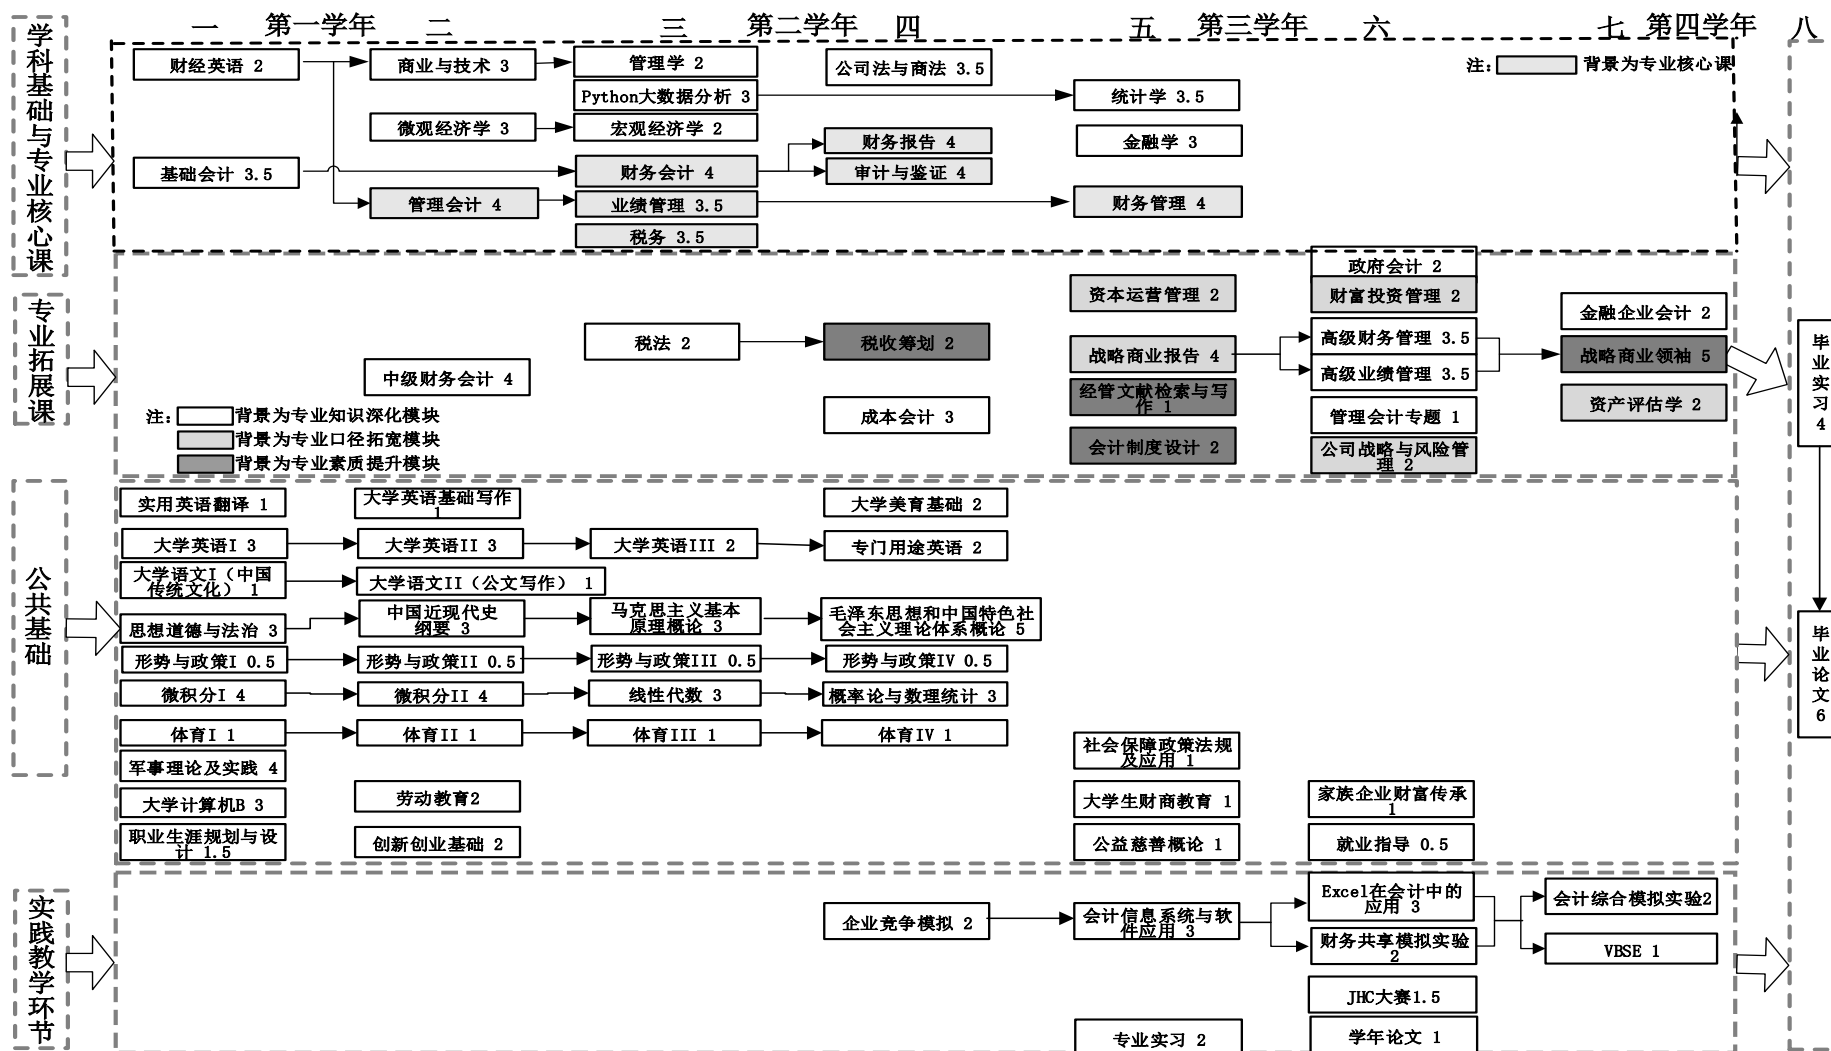 一 第一学年 二 三 第二学年 四 五 第三学年 六 七 第四学年 八
学科基础与专业核心课
财经英语 2
商业与技术 3
管理学 2
公司法与商法 3.5
注:
背景为专业核心课
Python大数据分析 3
统计学 3.5
微观经济学 3
宏观经济学 2
财务报告 4
金融学 3
基础会计 3.5
财务会计 4
审计与鉴证 4
管理会计 4
业绩管理 3.5
财务管理 4
税务 3.5
专业拓展课
政府会计 2
资本运营管理 2
财富投资管理 2
金融企业会计 2
税法 2
税收筹划 2
战略商业报告 4
高级财务管理 3.5
高级业绩管理 3.5
战略商业领袖 5
中级财务会计 4
经管文献检索与写
作 1
成本会计 3
管理会计专题 1
资产评估学 2
会计制度设计 2
公司战略与风险管
理 2
注:
背景为专业知识深化模块
背景为专业口径拓宽模块
背景为专业素质提升模块
公共基础
实用英语翻译 1
大学英语基础写作
1
大学美育基础 2
大学英语I 3
大学英语II 3
大学英语III 2
专门用途英语 2
大学语文I（中国
传统文化） 1
大学语文II（公文写作） 1
思想道德与法治 3
中国近现代史
纲要 3
马克思主义基本
原理概论 3
毛泽东思想和中国特色社
会主义理论体系概论 5
形势与政策I 0.5
形势与政策II 0.5
形势与政策III 0.5
形势与政策IV 0.5
微积分I 4
微积分II 4
线性代数 3
概率论与数理统计 3
体育I 1
体育II 1
体育III 1
体育IV 1
社会保障政策法规
及应用 1
军事理论及实践 4
大学计算机B 3
劳动教育2
大学生财商教育 1
家族企业财富传承
1
职业生涯规划与设
计 1.5
创新创业基础 2
公益慈善概论 1
就业指导 0.5
实践教学环节
企业竞争模拟 2
会计信息系统与软
件应用 3
Excel在会计中的
应用 3
会计综合模拟实验2
财务共享模拟实验
2
VBSE 1
JHC大赛1.5
专业实习 2
学年论文 1
毕业实习4
毕业论文6